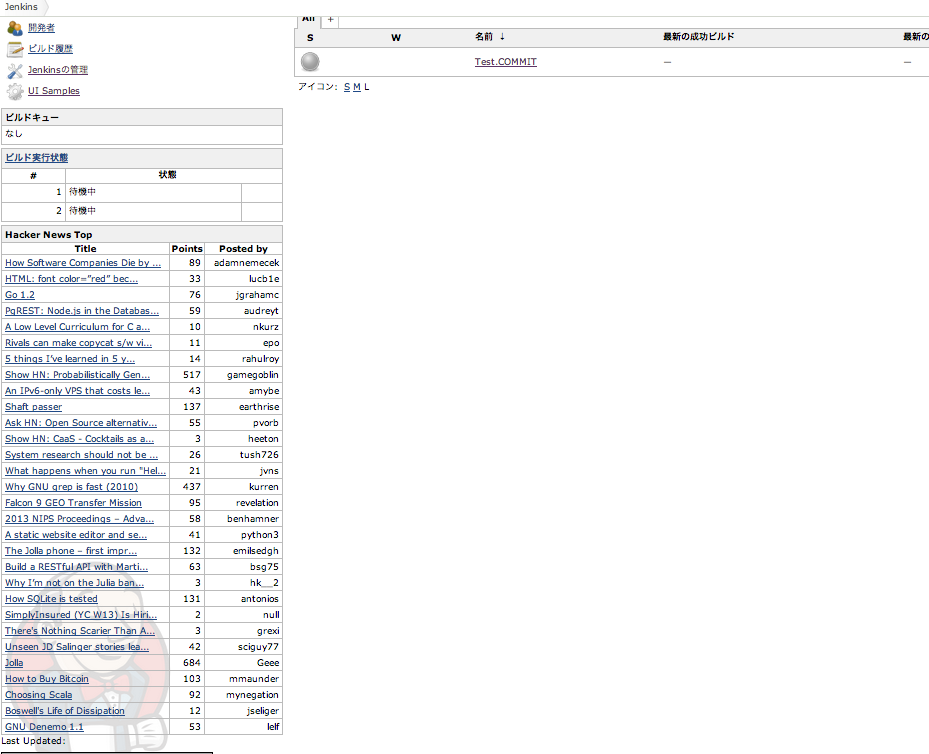 Jenkins
開発者
ビルド履歴
Jenkinsの管理
UI Samples
ビルドキュー
なし
ビルド実行状態
# 状態
1 待機中
2 待機中
Hacker News Top
Title Points Posted by
How Software Companies Die by ... 89 adamnemecek
HTML: font color=”red” bec... 33 lucb1e
Go 1.2 76 jgrahamc
PgREST: Node.js in the Databas... 59 audreyt
A Low Level Curriculum for C a... 10 nkurz
Rivals can make copycat s/w vi... 11 epo
5 things I’ve learned in 5 y... 14 rahulroy
Show HN: Probabilistically Gen... 517 gamegoblin
An IPv6-only VPS that costs le... 43 amybe
Shaft passer 137 earthrise
Ask HN: Open Source alternativ... 55 pvorb
Show HN: CaaS - Cocktails as a... 3 heeton
System research should not be ... 26 tush726
What happens when you run "Hel... 21 jvns
Why GNU grep is fast (2010) 437 kurren
Falcon 9 GEO Transfer Mission 95 revelation
2013 NIPS Proceedings – Adva... 58 benhamner
A static website editor and se... 41 python3
The Jolla phone – first impr... 132 emilsedgh
Build a RESTful API with Marti... 63 bsg75
Why I’m not on the Julia ban... 3 hk__2
How SQLite is tested 131 antonios
SimplyInsured (YC W13) Is Hiri... 2 null
There's Nothing Scarier Than A... 3 grexi
Unseen JD Salinger stories lea... 42 sciguy77
Jolla 684 Geee
How to Buy Bitcoin 103 mmaunder
Choosing Scala 92 mynegation
Boswell's Life of Dissipation 12 jseliger
GNU Denemo 1.1 53 lelf
Last Updated:
All +
S W 名前 ↓ 最新の成功ビルド 最新の
Test.COMMIT — —
アイコン: S M L